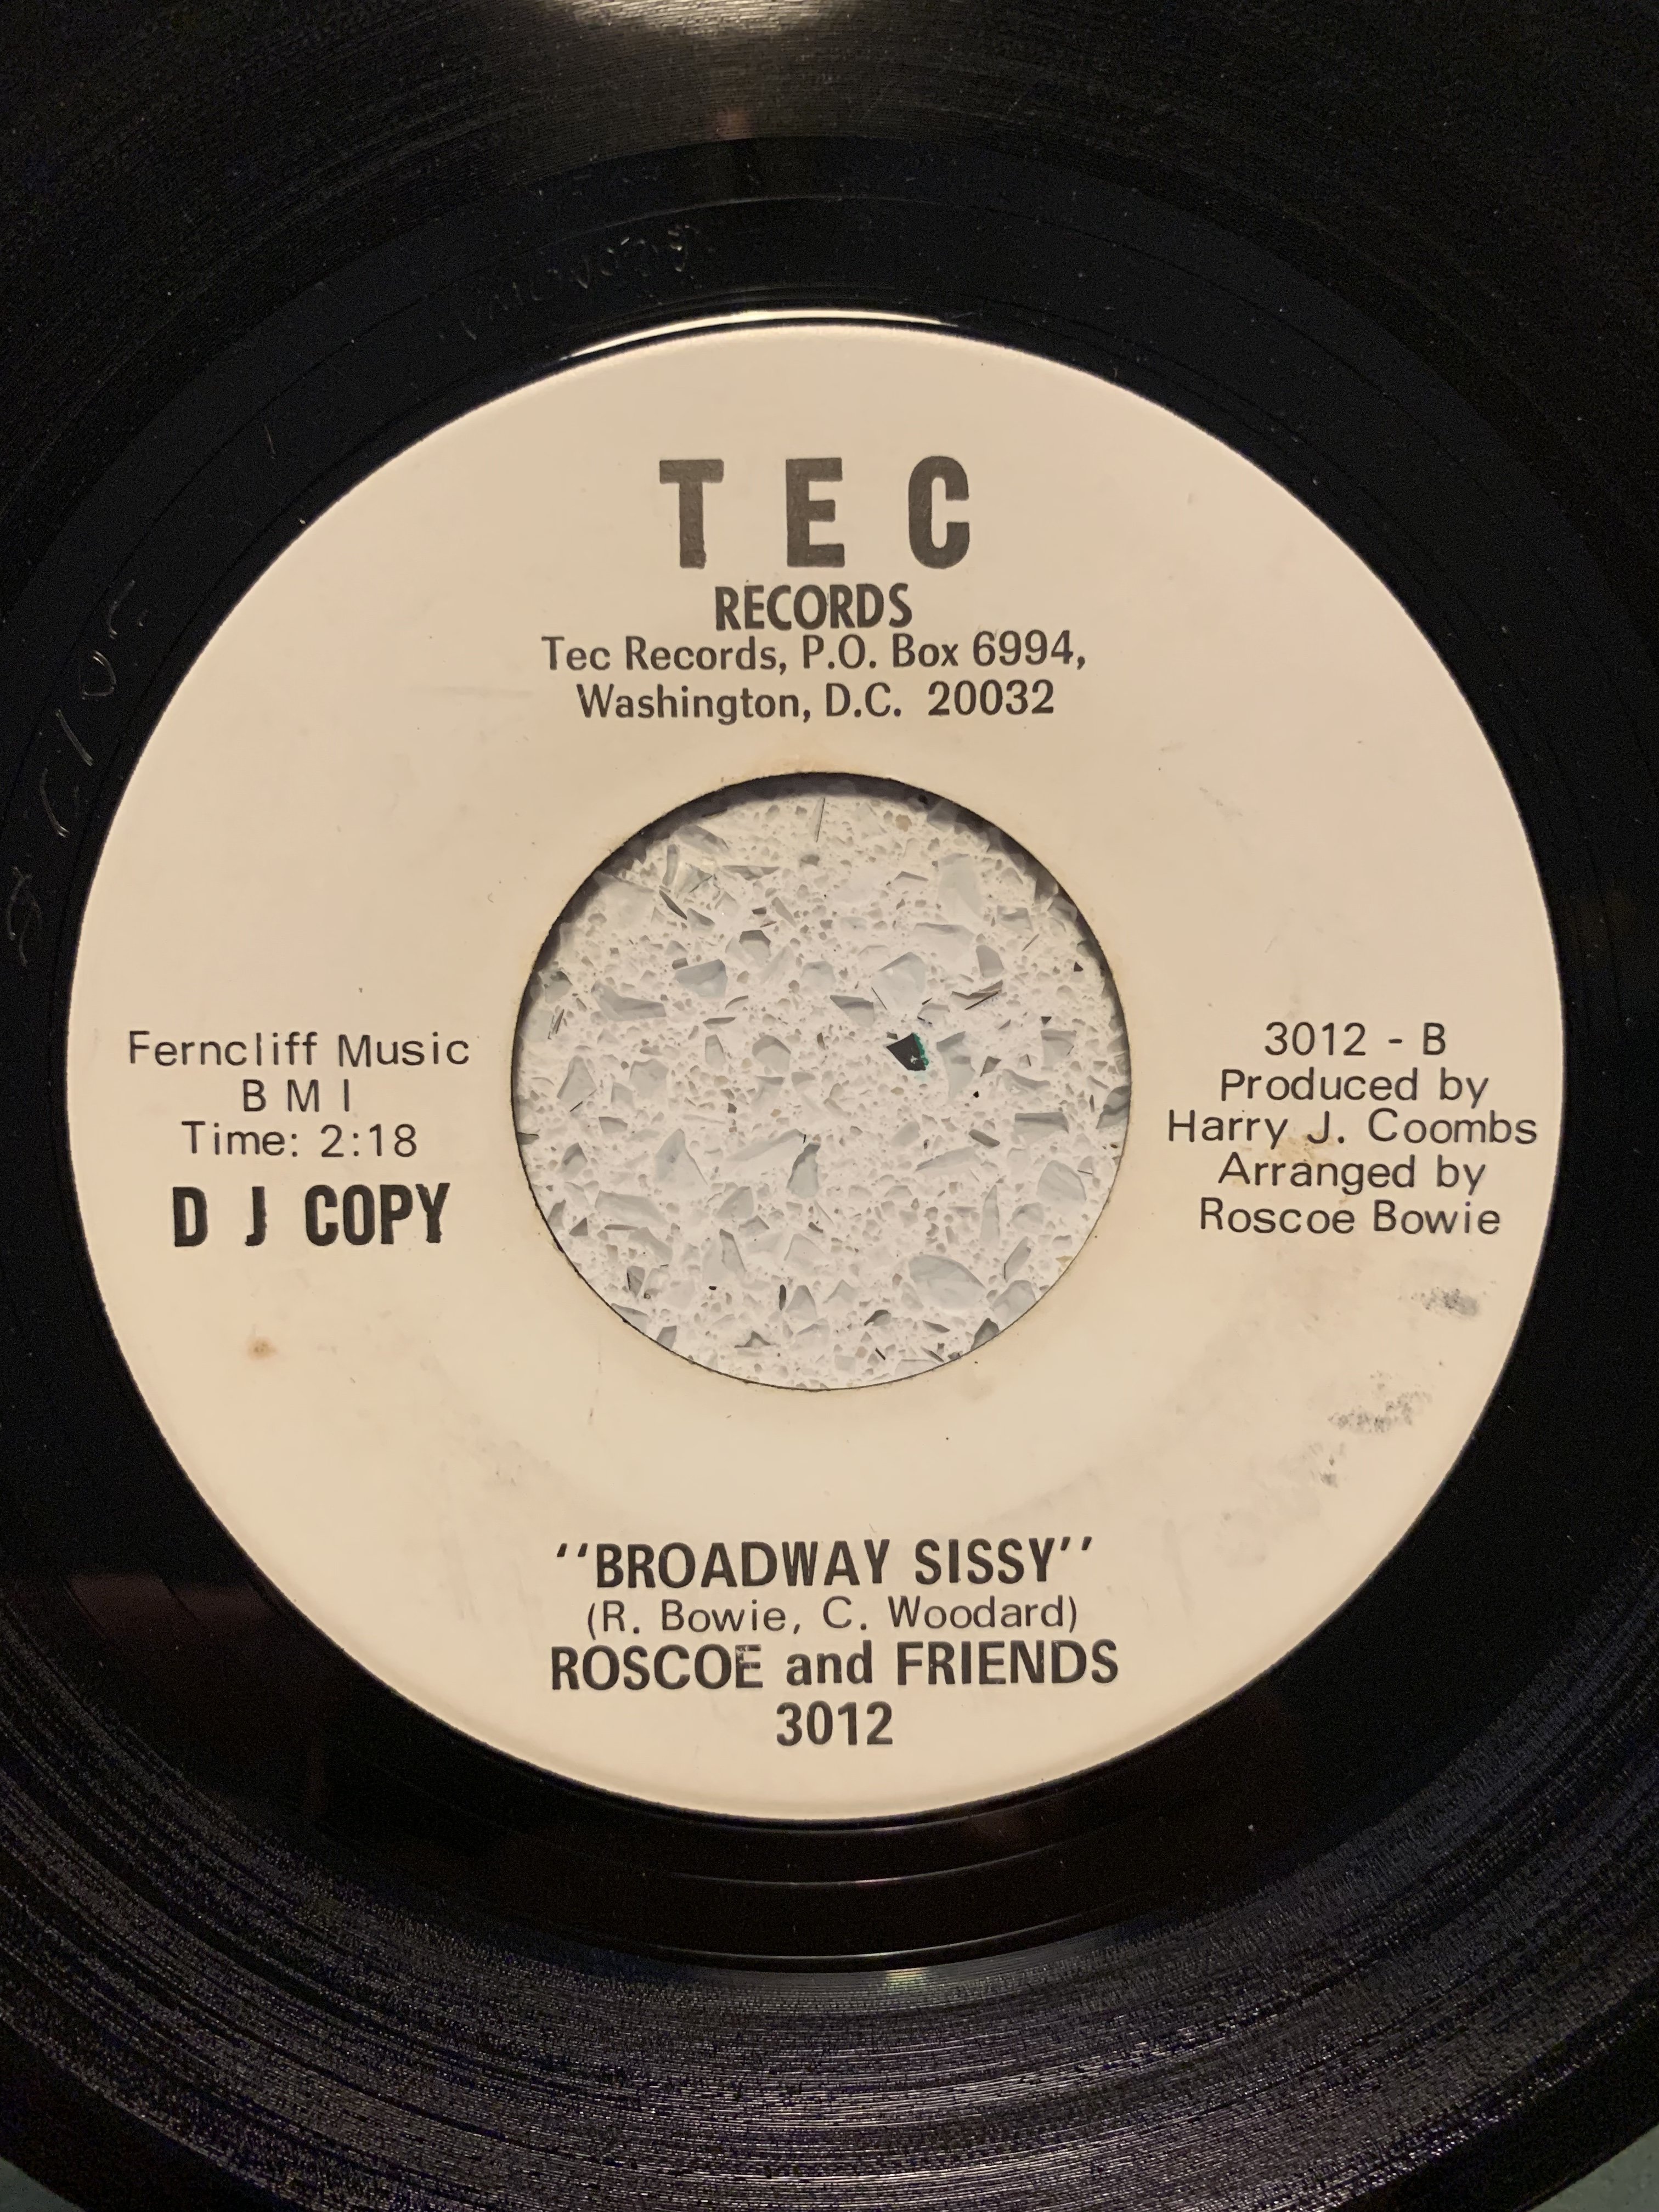 T E C
RECORDS
Tec Records, P.O. Box 6994,
Washington, D.C. 20032
Ferncliff Music
B M I
Time: 2:18
D J COPY
3012 - B
Produced by
Harry J. Coombs
Arranged by
Roscoe Bowie
"BROADWAY SISSY"
(R. Bowie, C. Woodard)
ROSCOE and FRIENDS
3012